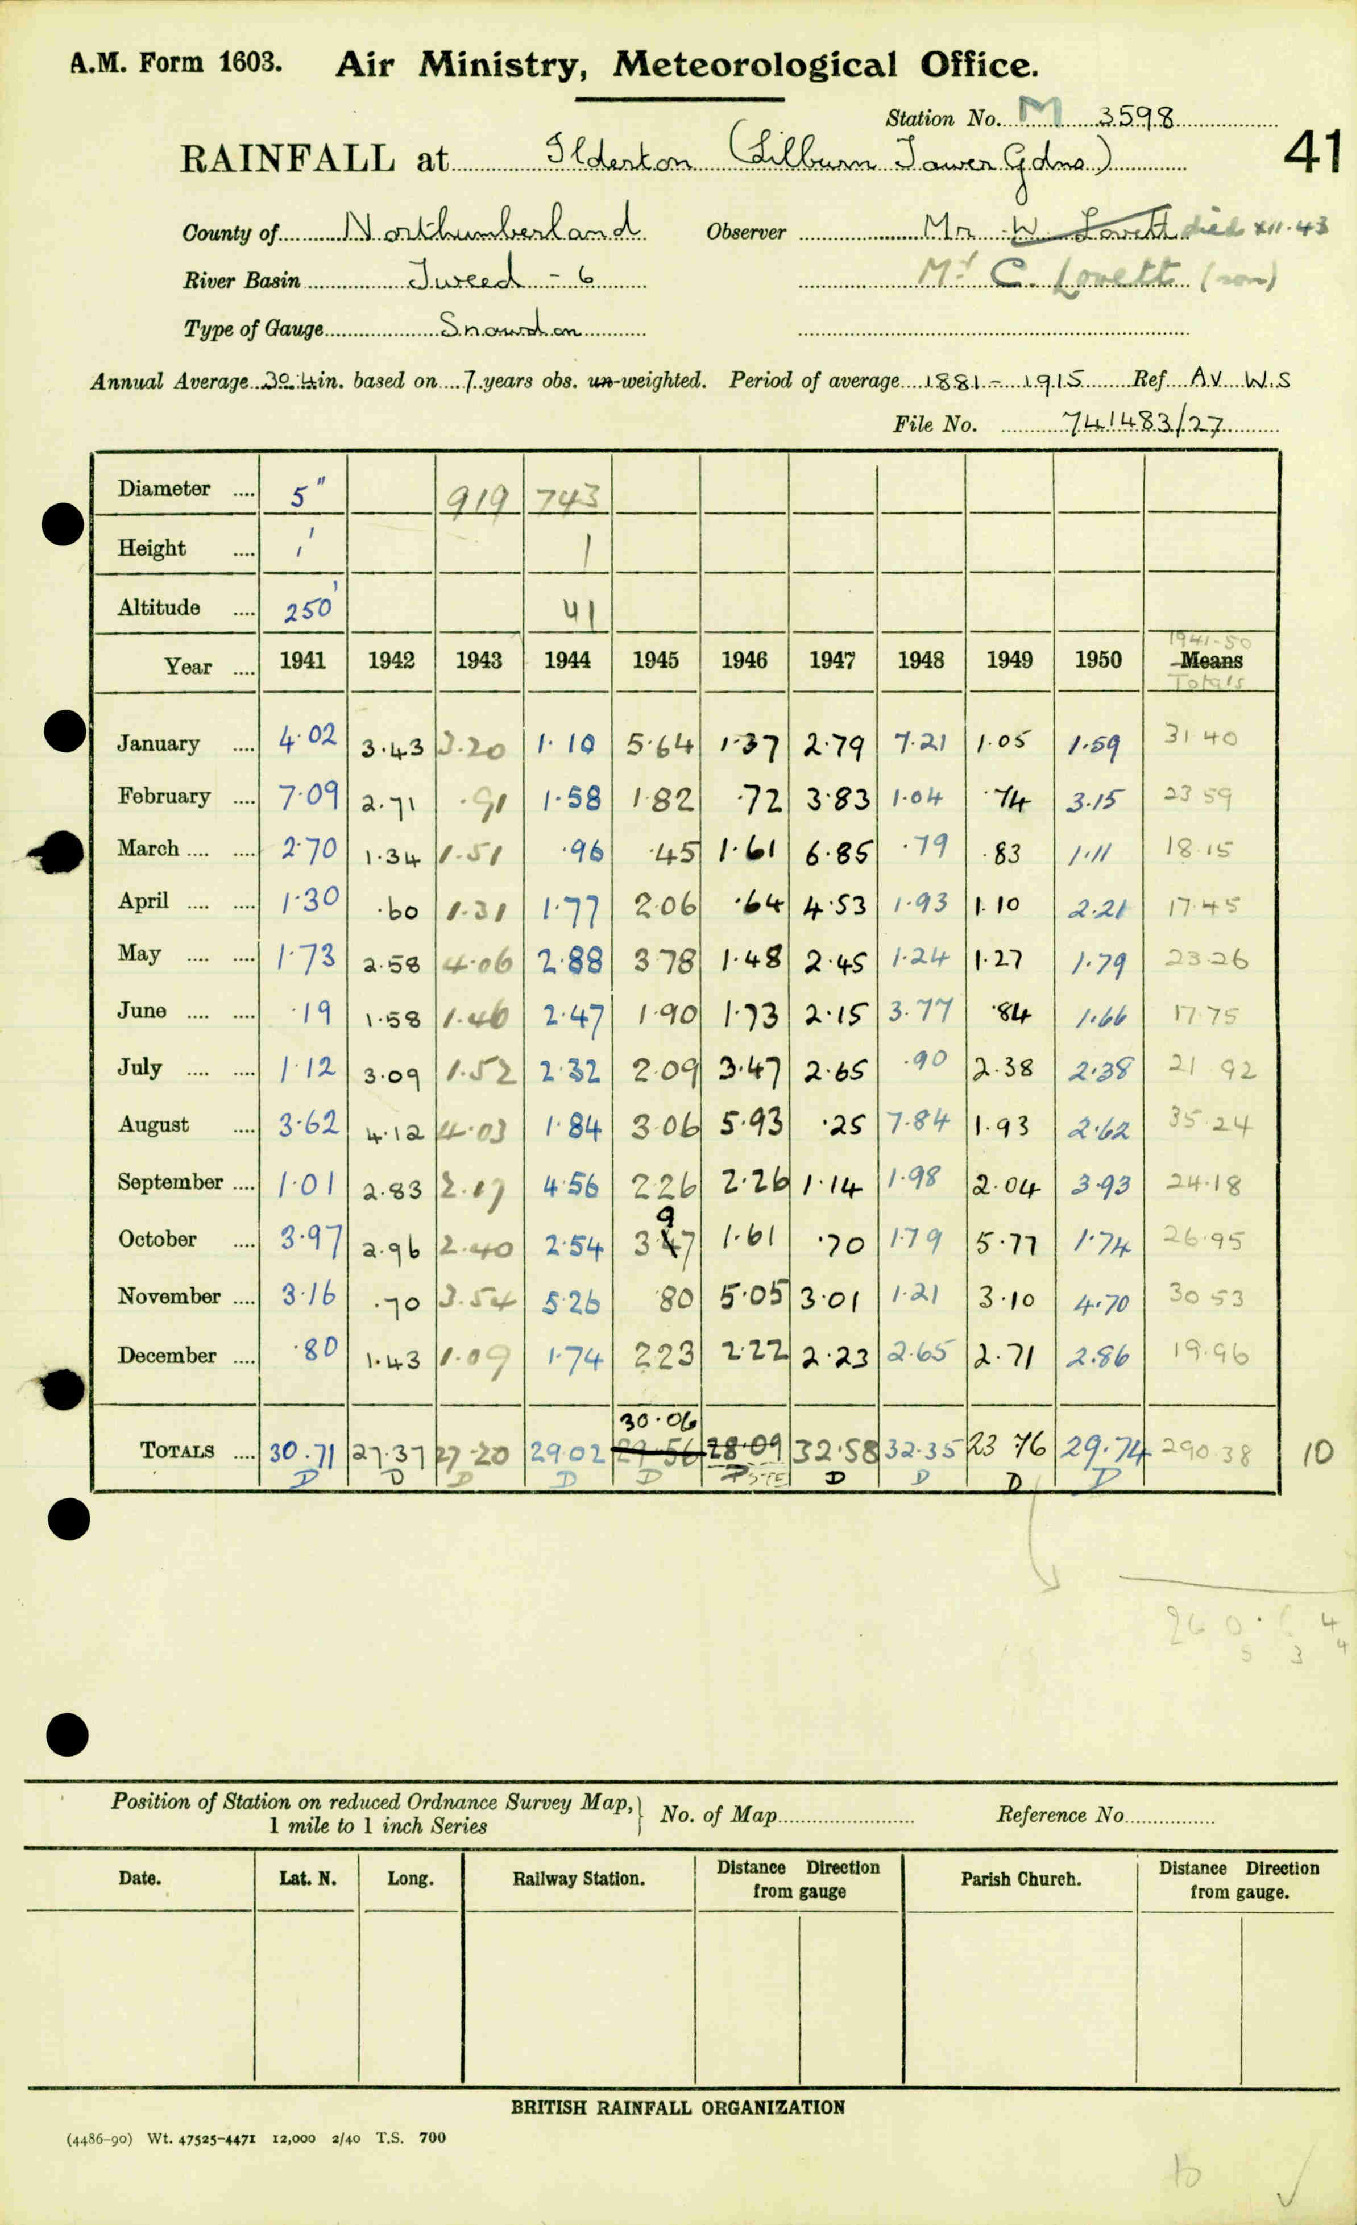 A.M. Form 1603. Air Ministry, Meteorological Office.
Station No. M 3598
RAINFALL at Ilderton (Lilburn Tower Gdns.)
41
County of Northumberland Observer Mr W. Lovett died XII.43
River Basin Tweed - 6 Mr C. Lovett (son)
Type of Gauge Snowdon
Annual Average 30.4 in. based on 7 years obs. un-weighted. Period of average 1881 - 1915 Ref AV W.S
File No. 741483/27
Diameter .... 5" 919 743
Height .... 1' 1
Altitude .... 250' 41
1941-50
Year .... 1941 1942 1943 1944 1945 1946 1947 1948 1949 1950 Means
Totals
January .... 4.02 3.43 3.20 1.10 5.64 1.37 2.79 7.21 1.05 1.59 31.40
February .... 7.09 2.71 .91 1.58 1.82 .72 3.83 1.04 .74 3.15 23 59
March .... .... 2.70 1.34 1.51 .96 .45 1.61 6.85 .79 .83 1.11 18.15
April .... .... 1.30 .60 1.31 1.77 2.06 .64 4.53 1.93 1.10 2.21 17.45
May .... .... 1.73 2.58 4.06 2.88 3.78 1.48 2.45 1.24 1.27 1.79 23.26
June .... .... .19 1.58 1.46 2.47 1.90 1.73 2.15 3.77 .84 1.66 17.75
July .... .... 1.12 3.09 1.52 2.32 2.09 3.47 2.65 .90 2.38 2.38 21 92
August .... 3.62 4.12 4.03 1.84 3.06 5.93 .25 7.84 1.93 2.62 35.24
September .... 1.01 2.83 2.17 4.56 2.26 2.26 1.14 1.98 2.04 3.93 24.18
October .... 3.97 2.96 2.40 2.54 3.97 1.61 .70 1.79 5.77 1.74 26.95
November .... 3.16 .70 3.54 5.26 80 5.05 3.01 1.21 3.10 4.70 30 53
December .... .80 1.43 1.09 1.74 2.23 2.22 2.23 2.65 2.71 2.86 19.96
30.06
TOTALS .... 30.71 27.37 27.20 29.02 29.56 28.09 32.58 32.35 23 76 29.74 290.38 10
D D D D D D D D D
Position of Station on reduced Ordnance Survey Map, } No. of Map Reference No
1 mile to 1 inch Series
Date. Lat. N. Long. Railway Station. Distance Direction from gauge Parish Church. Distance Direction from gauge.
BRITISH RAINFALL ORGANIZATION
(4486-90) Wt. 47525-4471 12,000 2/40 T.S. 700